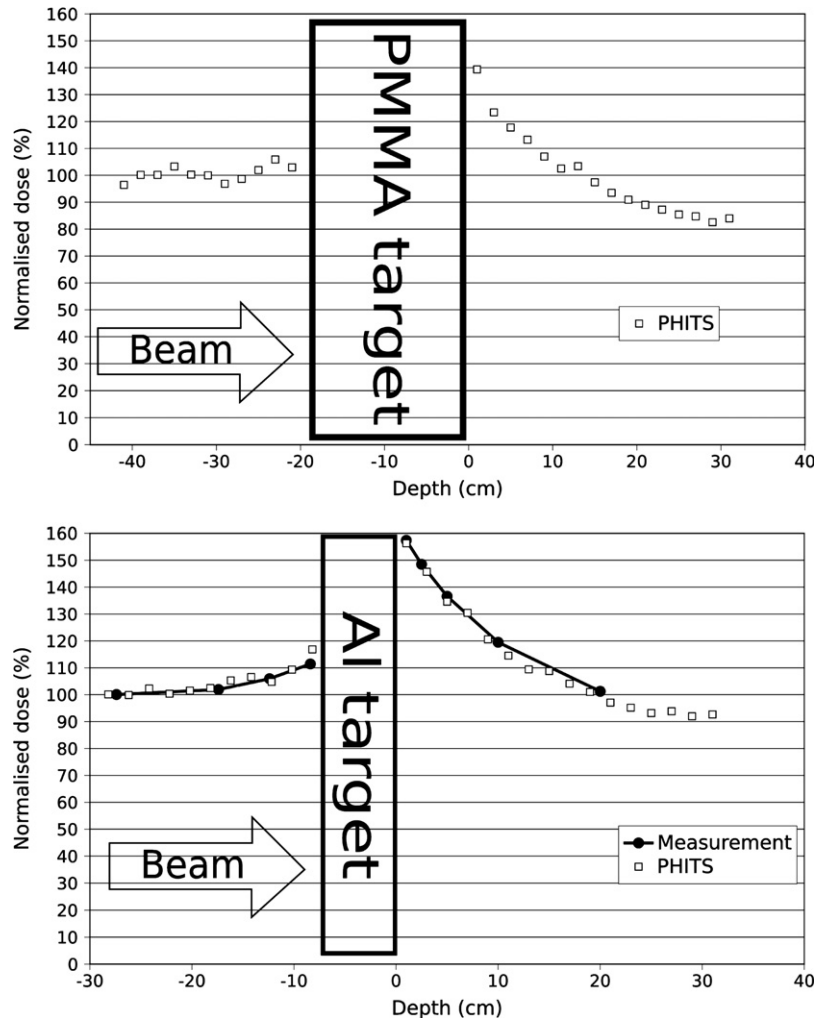 160
150
140
130
120
110
100
90
80
70
60
50
40
30
20
10
0
Normalised dose (%)
PMMA target
Beam
PHITS
-40 -30 -20 -10 0 10 20 30 40
Depth (cm)
160
150
140
130
120
110
100
90
80
70
60
50
40
30
20
10
0
Normalised dose (%)
Al target
Beam
Measurement
PHITS
-30 -20 -10 0 10 20 30 40
Depth (cm)